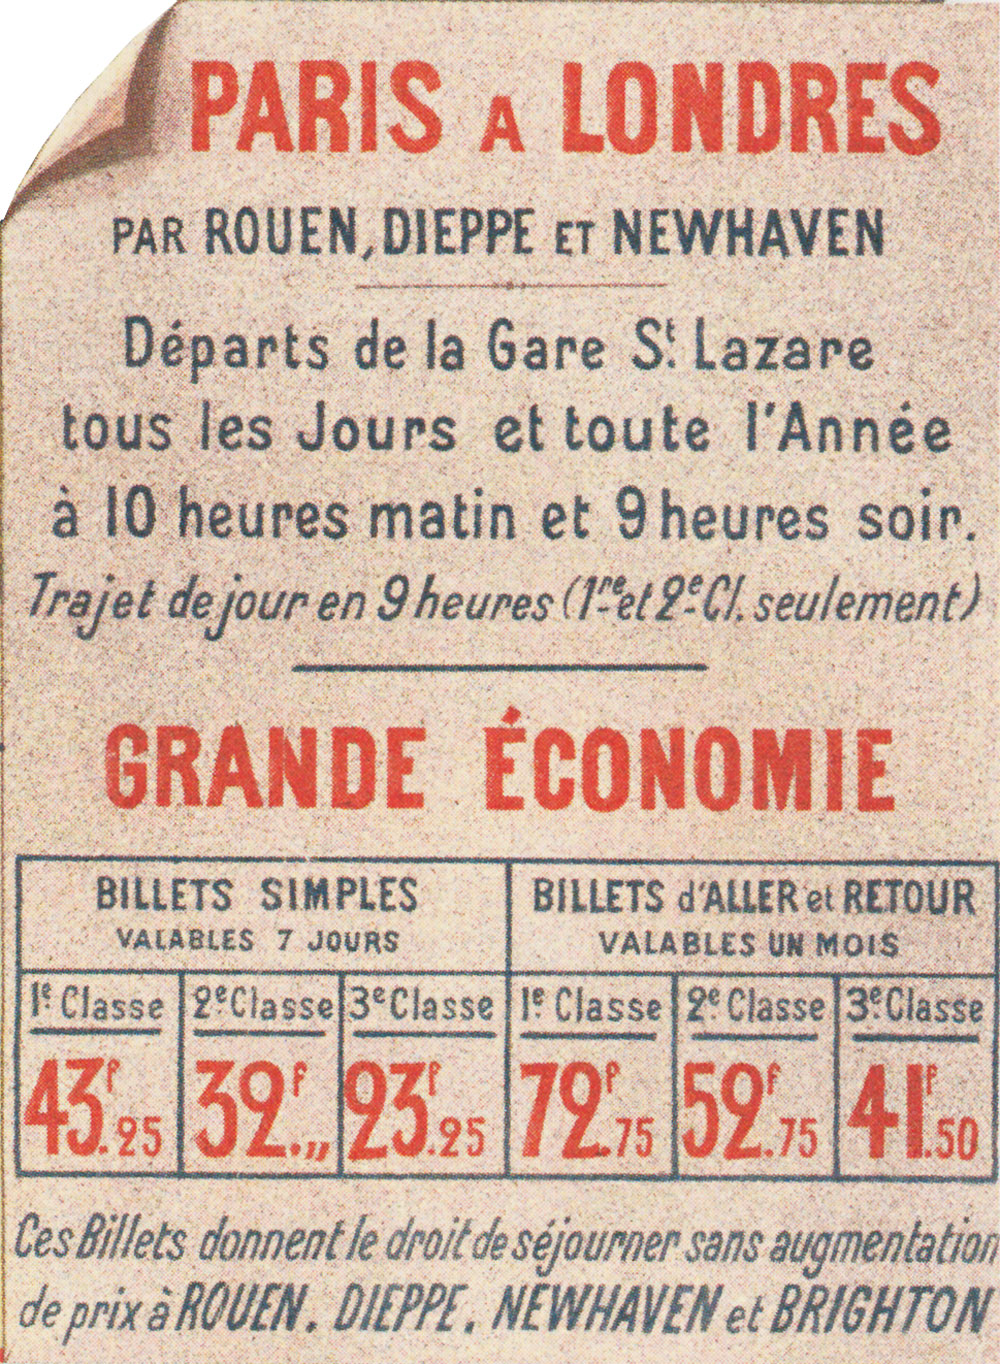 PARIS A LONDRES
PAR ROUEN, DIEPPE ET NEWHAVEN
Départs de la Gare St. Lazare
tous les Jours et toute l'Année
à 10 heures matin et 9 heures soir.
Trajet de jour en 9 heures (1re et 2e Cl. seulement)
GRANDE ÉCONOMIE
BILLETS SIMPLES
VALABLES 7 JOURS
BILLETS d'ALLER et RETOUR
VALABLES UN MOIS
1e Classe 2e Classe 3e Classe 1e Classe 2e Classe 3e Classe
43f.25 32f.,, 23f.25 72f.75 52f.75 41f.50
Ces Billets donnent le droit de séjourner sans augmentation
de prix à ROUEN. DIEPPE. NEWHAVEN et BRIGHTON